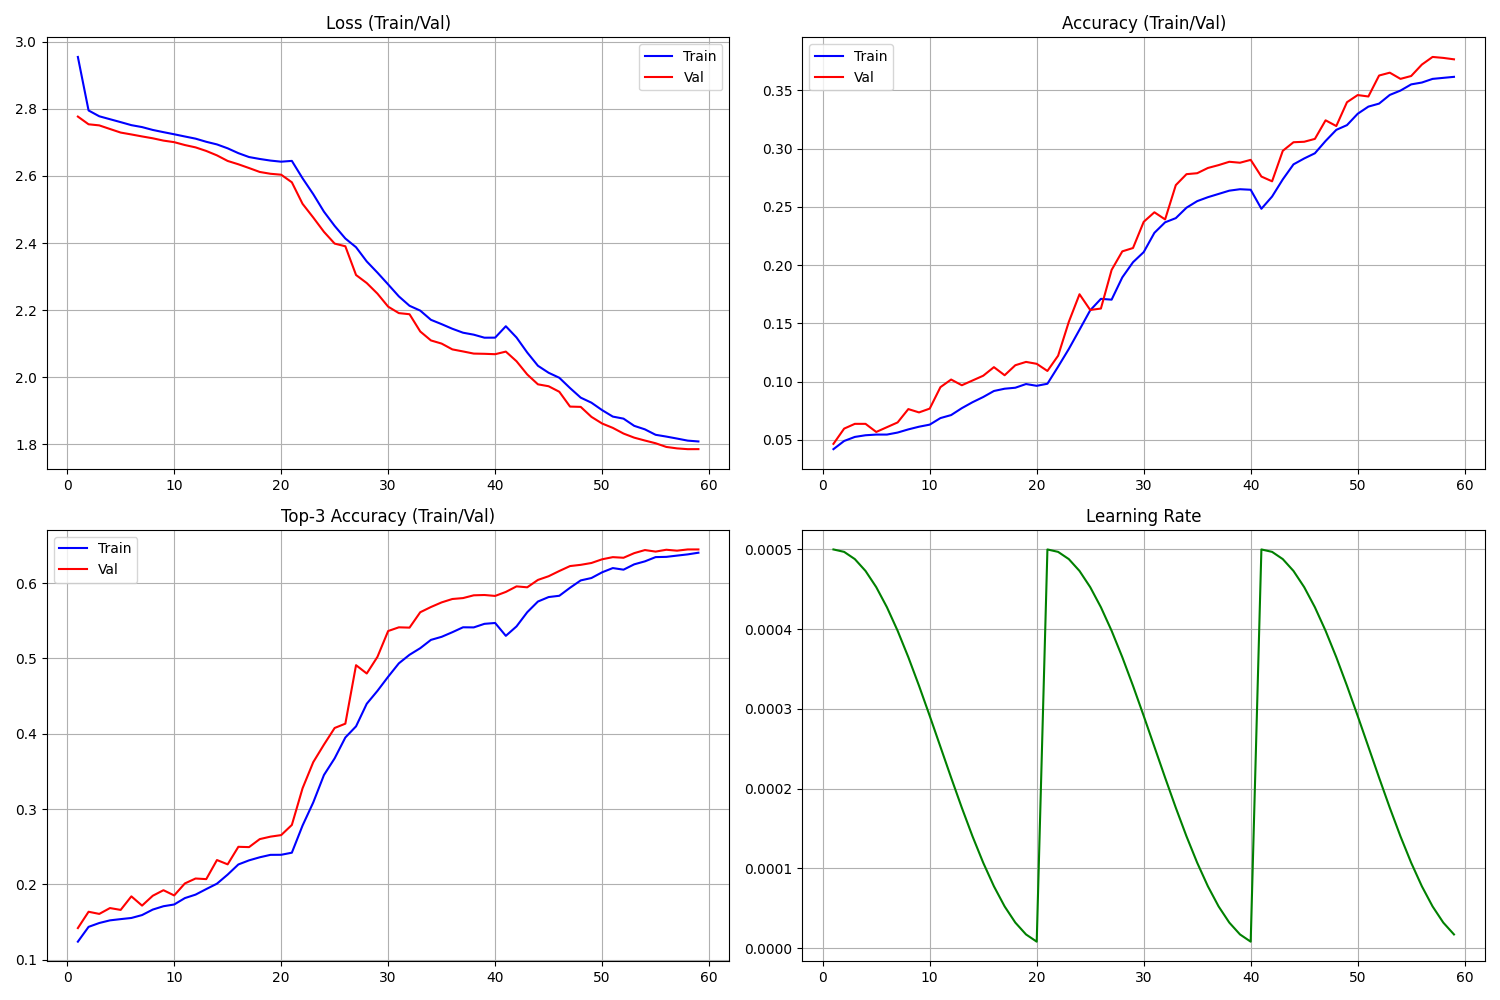 Loss (Train/Val)
3.0
2.8
2.6
2.4
2.2
2.0
1.8
0 10 20 30 40 50 60
Train
Val
Accuracy (Train/Val)
0.35
0.30
0.25
0.20
0.15
0.10
0.05
0 10 20 30 40 50 60
Train
Val
Top-3 Accuracy (Train/Val)
0.6
0.5
0.4
0.3
0.2
0.1
0 10 20 30 40 50 60
Train
Val
Learning Rate
0.0005
0.0004
0.0003
0.0002
0.0001
0.0000
0 10 20 30 40 50 60